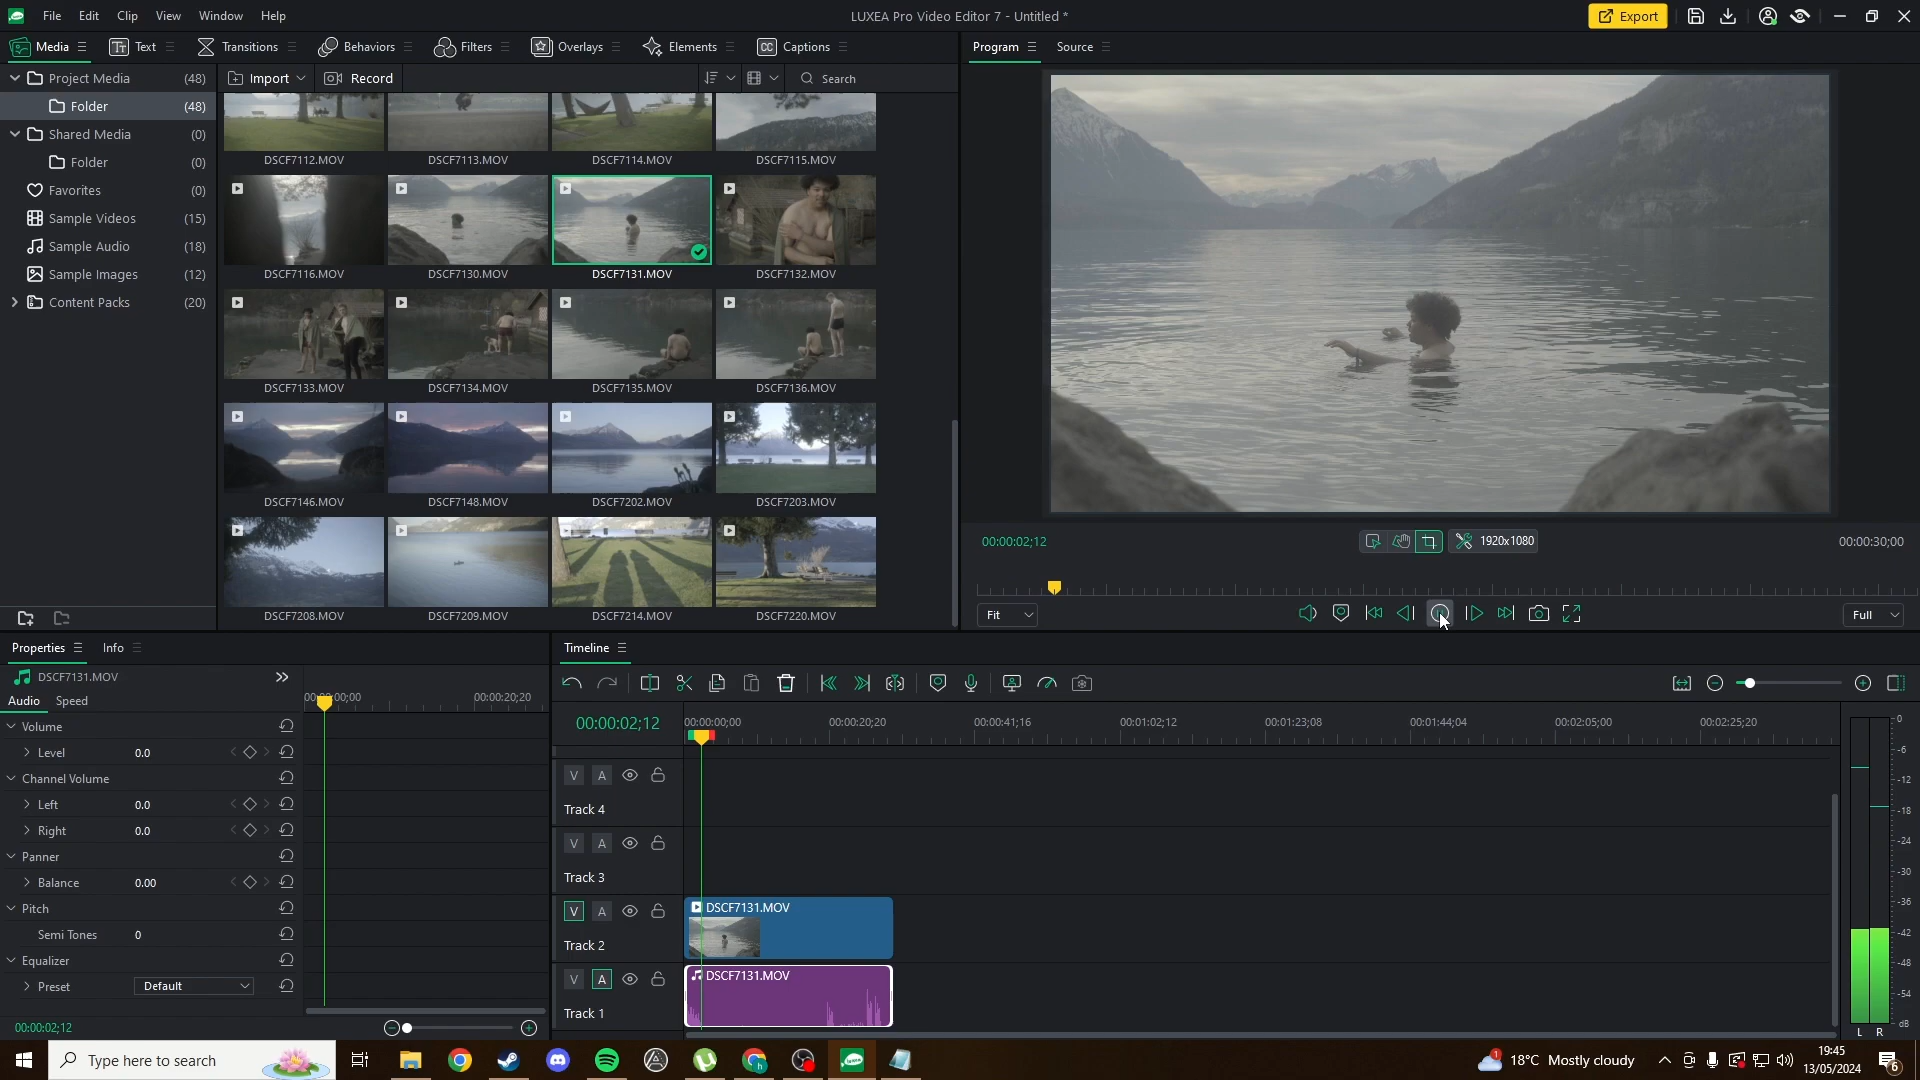 File Edit Clip View Window Help LUXEA Pro Video Editor 7 - Untitled * Export
Media Text Transitions Behaviors Filters Overlays Elements CC Captions Program Source
Project Media (48) Import Record Search
Folder (48)
Shared Media (0)
Folder (0)
Favorites (0)
Sample Videos (15)
Sample Audio (18)
Sample Images (12)
Content Packs (20)
DSCF7112.MOV DSCF7113.MOV DSCF7114.MOV DSCF7115.MOV
DSCF7116.MOV DSCF7130.MOV DSCF7131.MOV DSCF7132.MOV
DSCF7133.MOV DSCF7134.MOV DSCF7135.MOV DSCF7136.MOV
DSCF7146.MOV DSCF7148.MOV DSCF7202.MOV DSCF7203.MOV
DSCF7208.MOV DSCF7209.MOV DSCF7214.MOV DSCF7220.MOV
00:00:02;12 1920x1080 00:00:30;00
Fit Full
Properties Info
DSCF7131.MOV
Audio Speed
00:00:20;20
Volume
Level 0.0
Channel Volume
Left 0.0
Right 0.0
Panner
Balance 0.00
Pitch
Semi Tones 0
Equalizer
Preset Default
00:00:02;12
Timeline
00:00:02;12 00:00:00;00 00:00:20;20 00:00:41;16 00:01:02;12 00:01:23;08 00:01:44;04 00:02:05;00 00:02:25;20
V A
Track 4
V A
Track 3
V A DSCF7131.MOV
Track 2
V A DSCF7131.MOV
Track 1
0
-6
-12
-18
-24
-30
-36
-42
-48
-54
dB
L R
Type here to search 1 18°C Mostly cloudy 19:45
13/05/2024 6